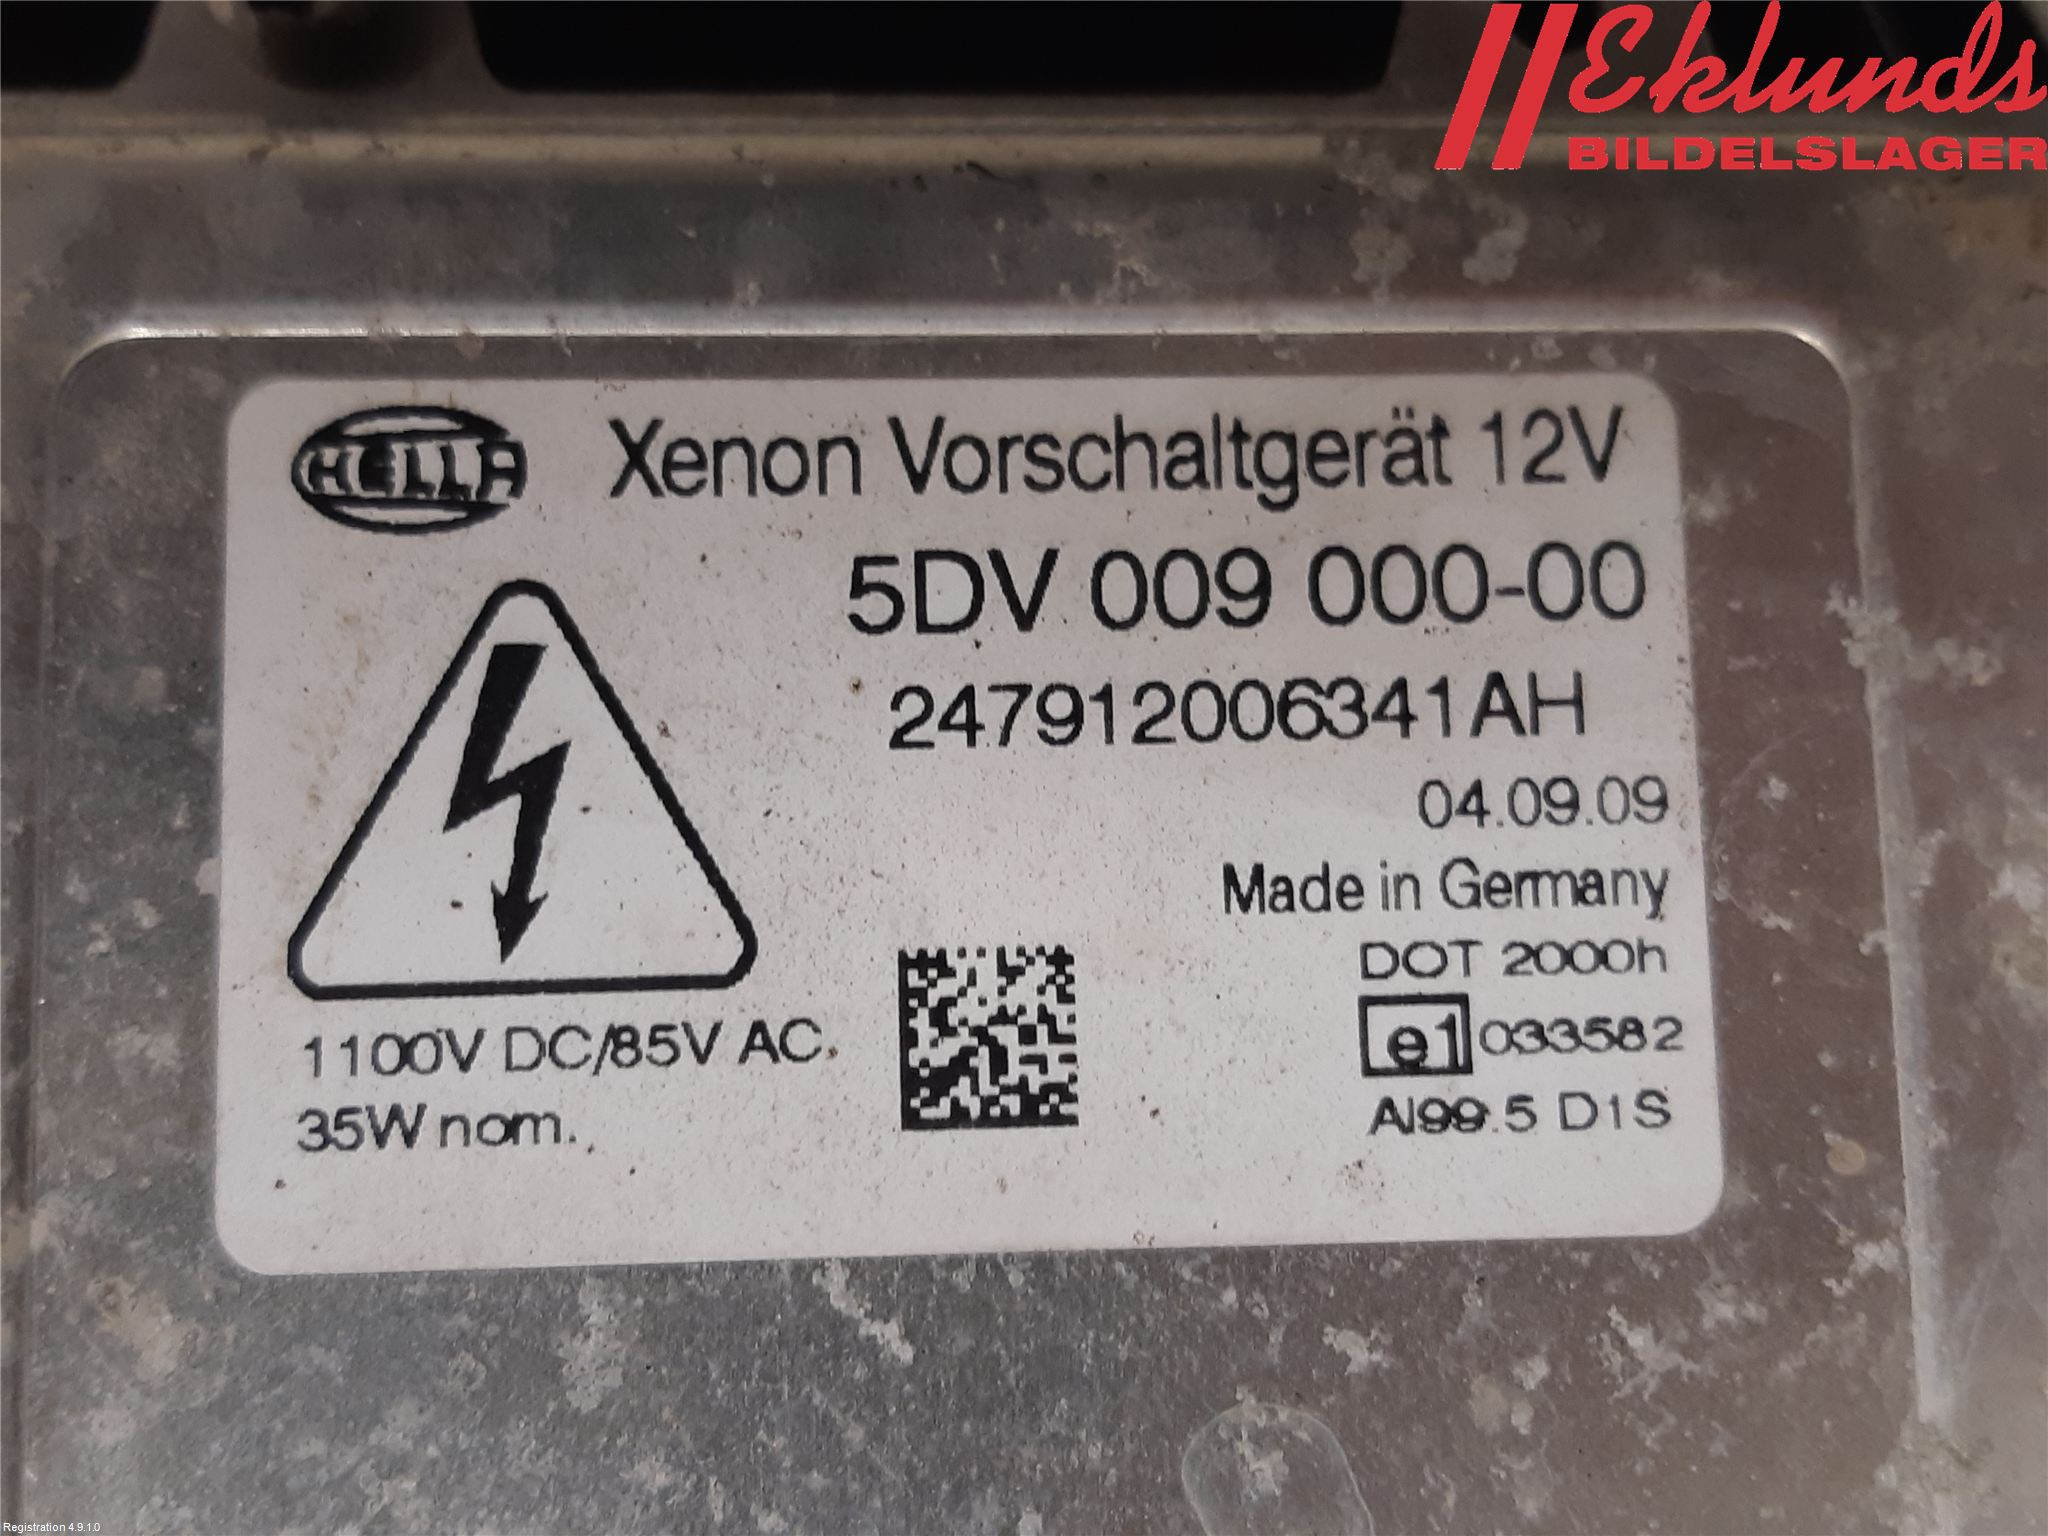 Eklunds
BILDELSLAGER
HELLA
Xenon Vorschaltgerät 12V
5DV 009 000-00
247912006341AH
04.09.09
Made in Germany
DOT 2000h
e1 033582
Al99.5 D1S
1100V DC/85V AC.
35W nom.
Registration 4.9.1.0